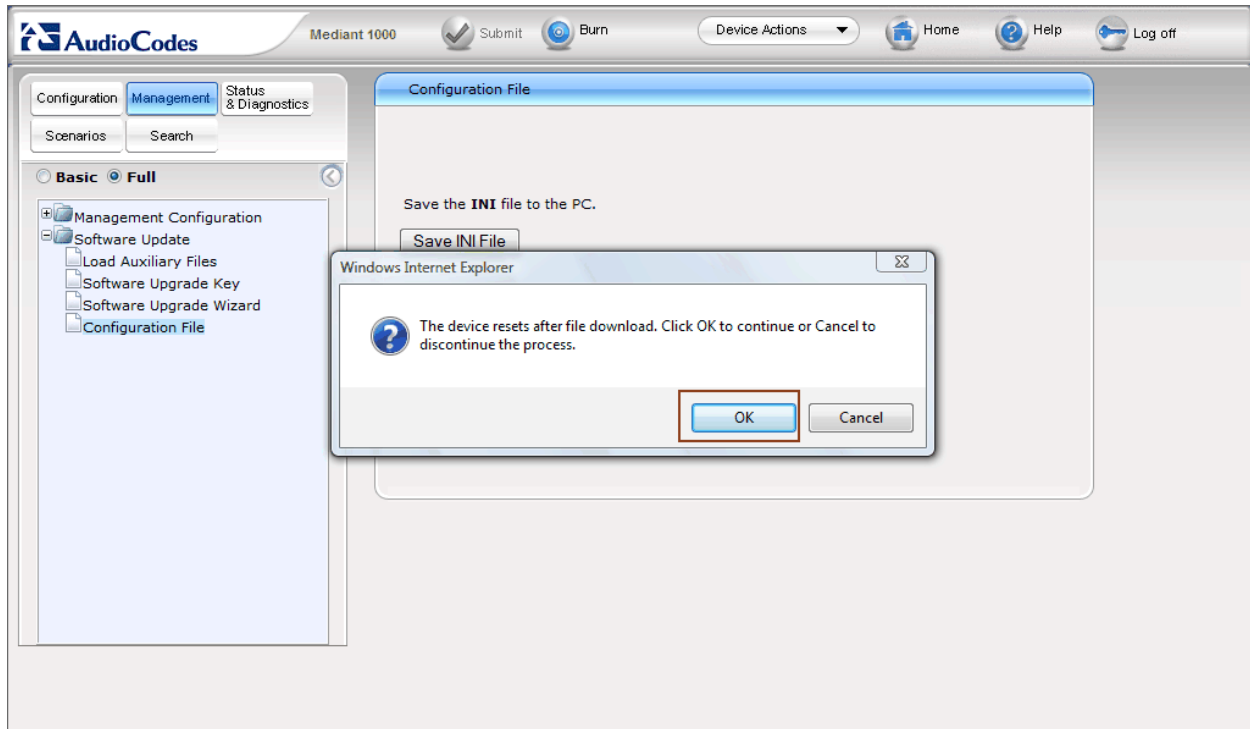 AudioCodes
Mediant 1000
Submit
Burn
Device Actions
Home
Help
Log off
Configuration
Management
Status
& Diagnostics
Scenarios
Search
Basic
Full
Management Configuration
Software Update
Load Auxiliary Files
Software Upgrade Key
Software Upgrade Wizard
Configuration File
Configuration File
Save the INI file to the PC.
Save INI File
Windows Internet Explorer
The device resets after file download. Click OK to continue or Cancel to
discontinue the process.
OK
Cancel